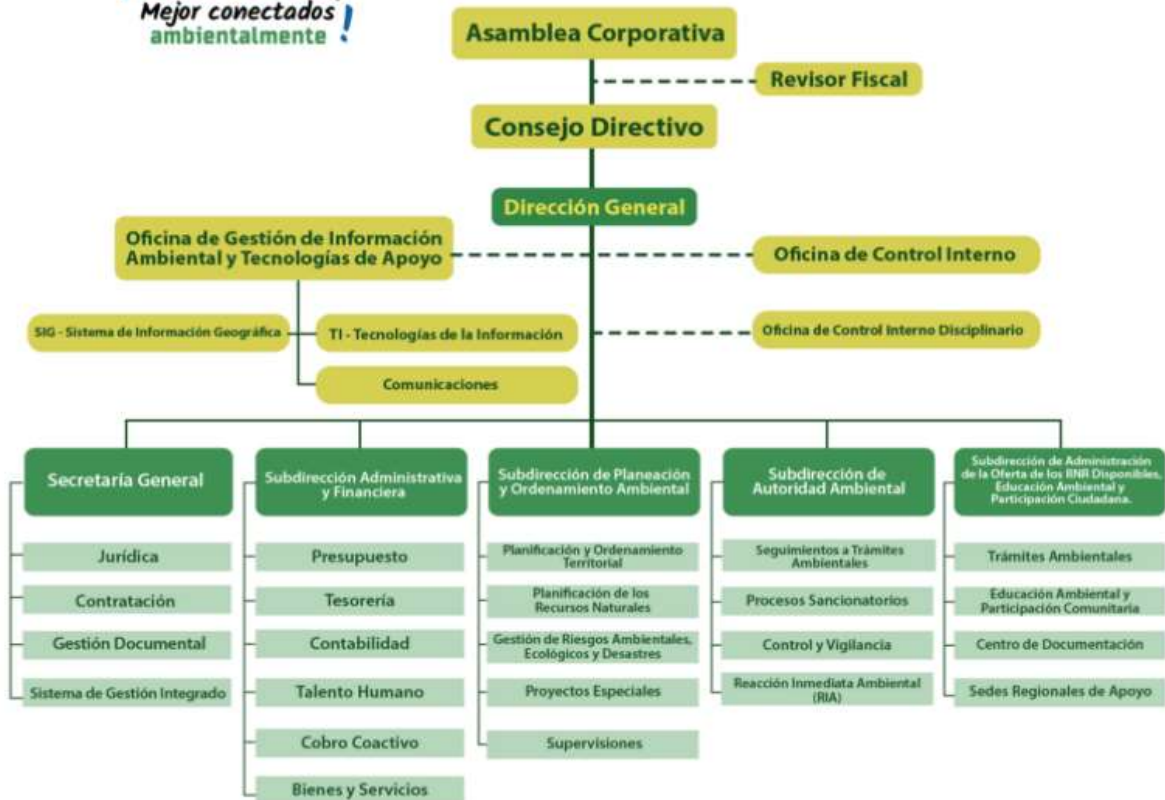 Mejor conectados
ambientalmente !
Asamblea Corporativa
Revisor Fiscal
Consejo Directivo
Dirección General
Oficina de Gestión de Información
Ambiental y Tecnologías de Apoyo
Oficina de Control Interno
SIG - Sistema de Información Geográfica
TI - Tecnologías de la Información
Oficina de Control Interno Disciplinario
Comunicaciones
Secretaría General
Jurídica
Contratación
Gestión Documental
Sistema de Gestión Integrado
Subdirección Administrativa
y Financiera
Presupuesto
Tesorería
Contabilidad
Talento Humano
Cobro Coactivo
Bienes y Servicios
Subdirección de Planeación
y Ordenamiento Ambiental
Planificación y Ordenamiento
Territorial
Planificación de los
Recursos Naturales
Gestión de Riesgos Ambientales,
Ecológicos y Desastres
Proyectos Especiales
Supervisiones
Subdirección de
Autoridad Ambiental
Seguimientos a Trámites
Ambientales
Procesos Sancionatorios
Control y Vigilancia
Reacción Inmediata Ambiental
(RIA)
Subdirección de Administración
de la Oferta de los RNR Disponibles,
Educación Ambiental y
Participación Ciudadana.
Trámites Ambientales
Educación Ambiental y
Participación Comunitaria
Centro de Documentación
Sedes Regionales de Apoyo